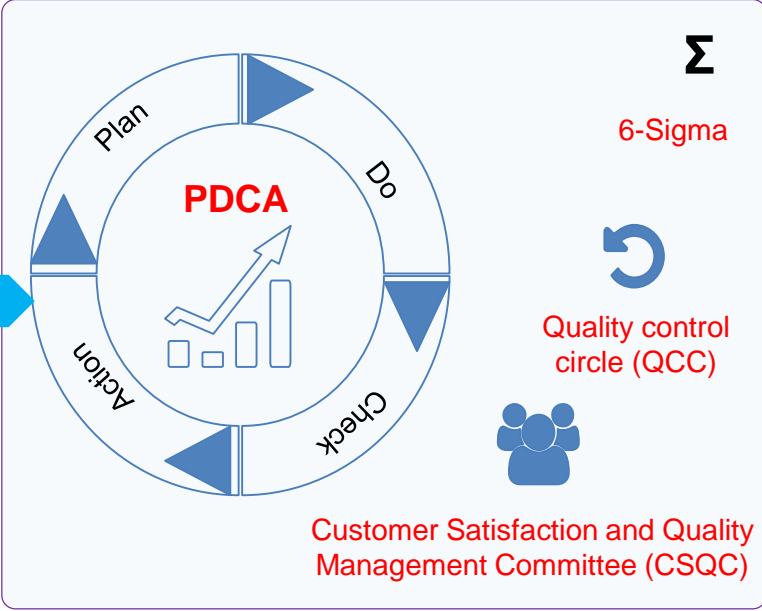 Plan
Do
Check
Action
PDCA
Σ
6-Sigma
Quality control
circle (QCC)
Customer Satisfaction and Quality
Management Committee (CSQC)